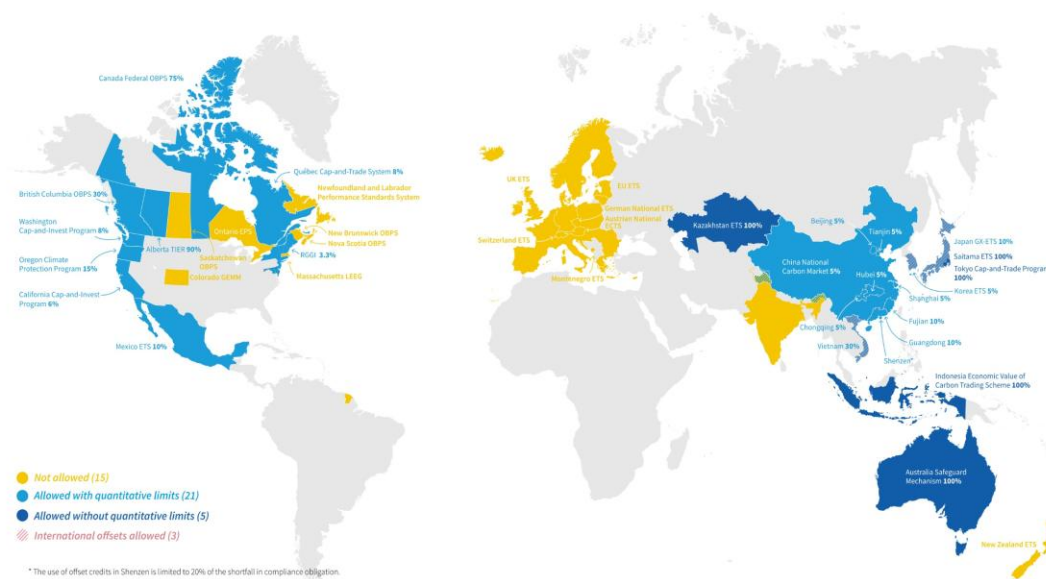 Canada Federal OBPS 75%
Québec Cap-and-Trade System 8%
Newfoundland and Labrador
Performance Standards System
British Columbia OBPS 30%
Washington
Cap-and-Invest Program 8%
Alberta TIER 90%
Ontario EPS
New Brunswick OBPS
Nova Scotia OBPS
Oregon Climate
Protection Program 15%
Saskatchewan
OBPS
RGGI 3.3%
Colorado GEMM
Massachusetts LEEG
California Cap-and-Invest
Program 6%
Mexico ETS 10%
UK ETS
EU ETS
German National ETS
Austrian National
ECTS
Switzerland ETS
Montenegro ETS
Kazakhstan ETS 100%
Beijing 5%
Tianjin 5%
Japan GX-ETS 10%
Saitama ETS 100%
Tokyo Cap-and-Trade Program
100%
China National
Carbon Market 5%
Hubei 5%
Korea ETS 5%
Shanghai 5%
Chongqing 5%
Fujian 10%
Guangdong 10%
Vietnam 30%
Shenzen*
Indonesia Economic Value of
Carbon Trading Scheme 100%
Australia Safeguard
Mechanism 100%
New Zealand ETS
Not allowed (15)
Allowed with quantitative limits (21)
Allowed without quantitative limits (5)
International offsets allowed (3)
* The use of offset credits in Shenzen is limited to 20% of the shortfall in compliance obligation.